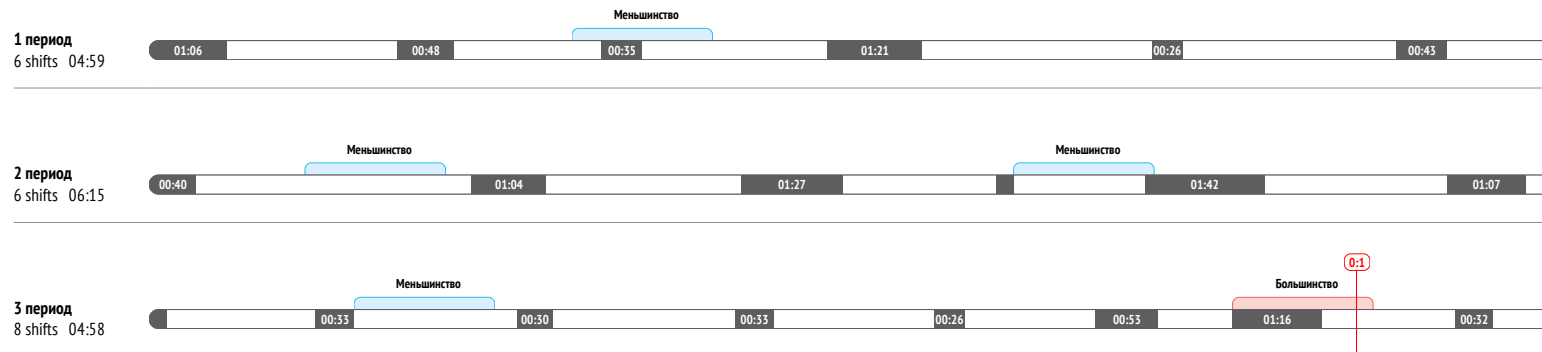 Меньшинство
1 период
6 shifts 04:59
01:06 00:48 00:35 01:21 00:26 00:43
Меньшинство Меньшинство
2 период
6 shifts 06:15
00:40 01:04 01:27 01:42 01:07
0:1
Меньшинство Большинство
3 период
8 shifts 04:58
00:33 00:30 00:33 00:26 00:53 01:16 00:32